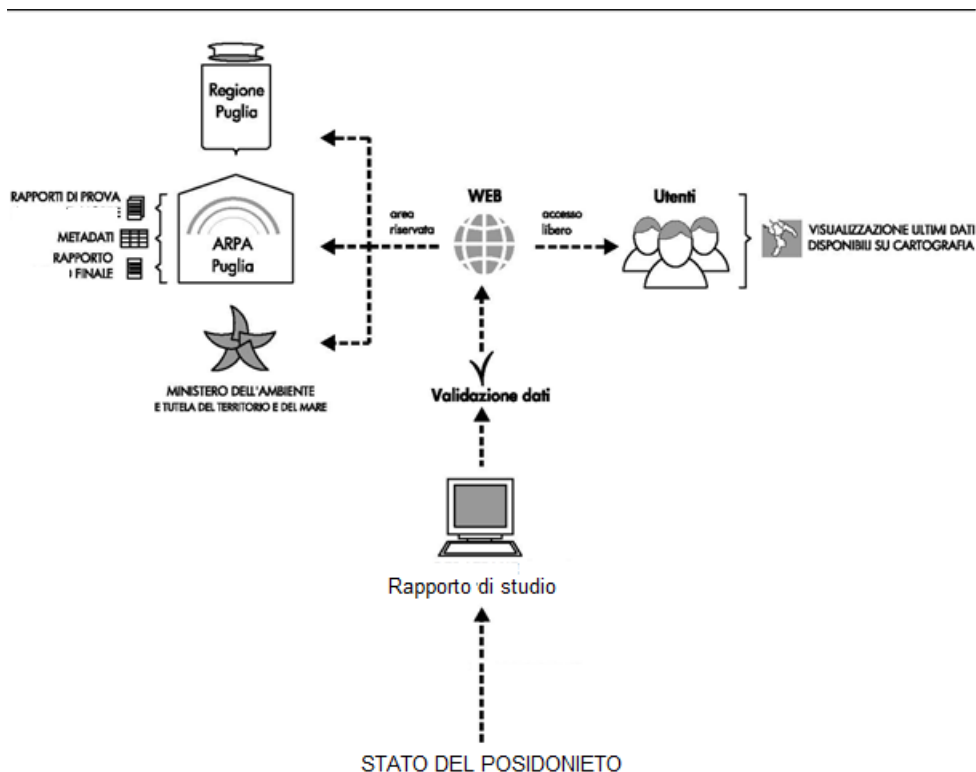 Regione
Puglia
RAPPORTI DI PROVA
METADATI
RAPPORTO
FINALE
ARPA
Puglia
MINISTERO DELL'AMBIENTE
E TUTELA DEL TERRITORIO E DEL MARE
area
riservata
WEB
accesso
libero
Utenti
VISUALIZZAZIONE ULTIMI DATI
DISPONIBILI SU CARTOGRAFIA
Validazione dati
Rapporto di studio
STATO DEL POSIDONIETO